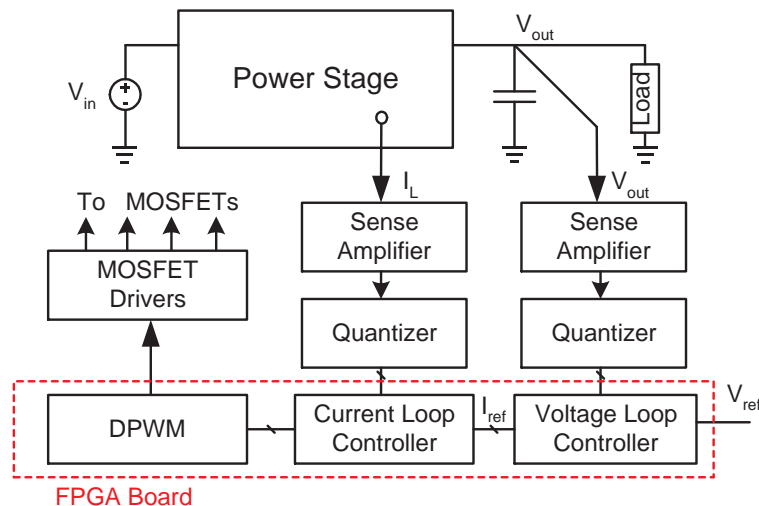 V_out
Power Stage
V_in
+
-
Load
I_L
V_out
To MOSFETs
Sense
Amplifier
Sense
Amplifier
MOSFET
Drivers
Quantizer
Quantizer
DPWM
Current Loop
Controller
I_ref
Voltage Loop
Controller
V_ref
FPGA Board